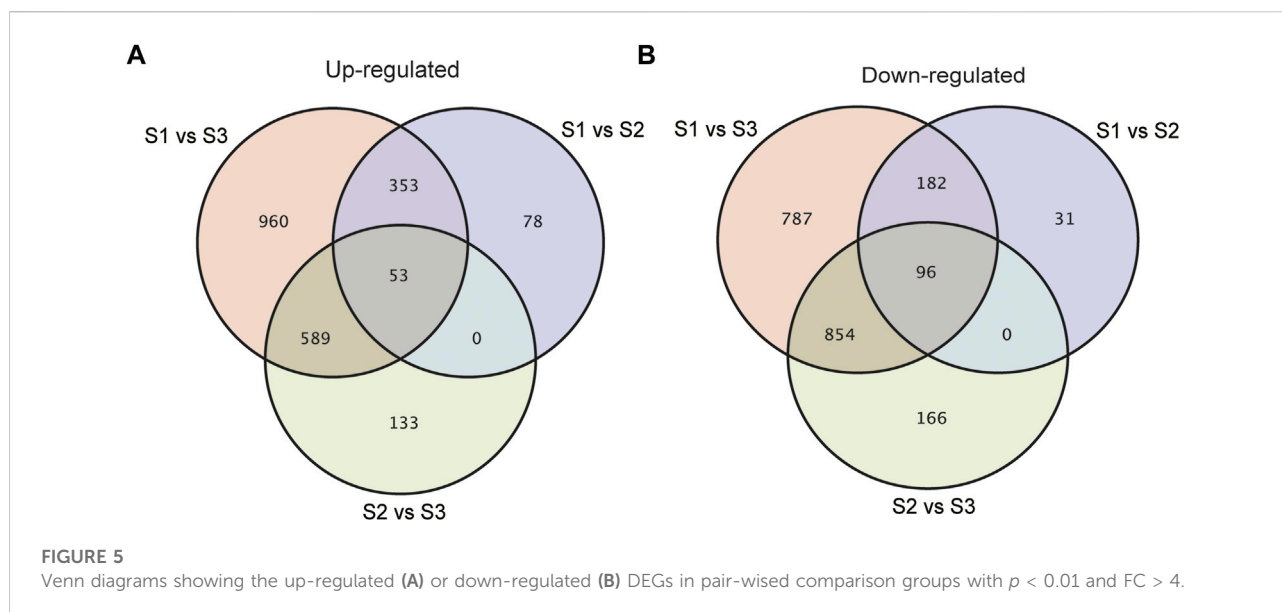 A
Up-regulated
S1 vs S3
S1 vs S2
353
960
78
53
589
0
133
S2 vs S3
B
Down-regulated
S1 vs S3
S1 vs S2
182
787
31
96
854
0
166
S2 vs S3
FIGURE 5
Venn diagrams showing the up-regulated (A) or down-regulated (B) DEGs in pair-wised comparison groups with p < 0.01 and FC > 4.